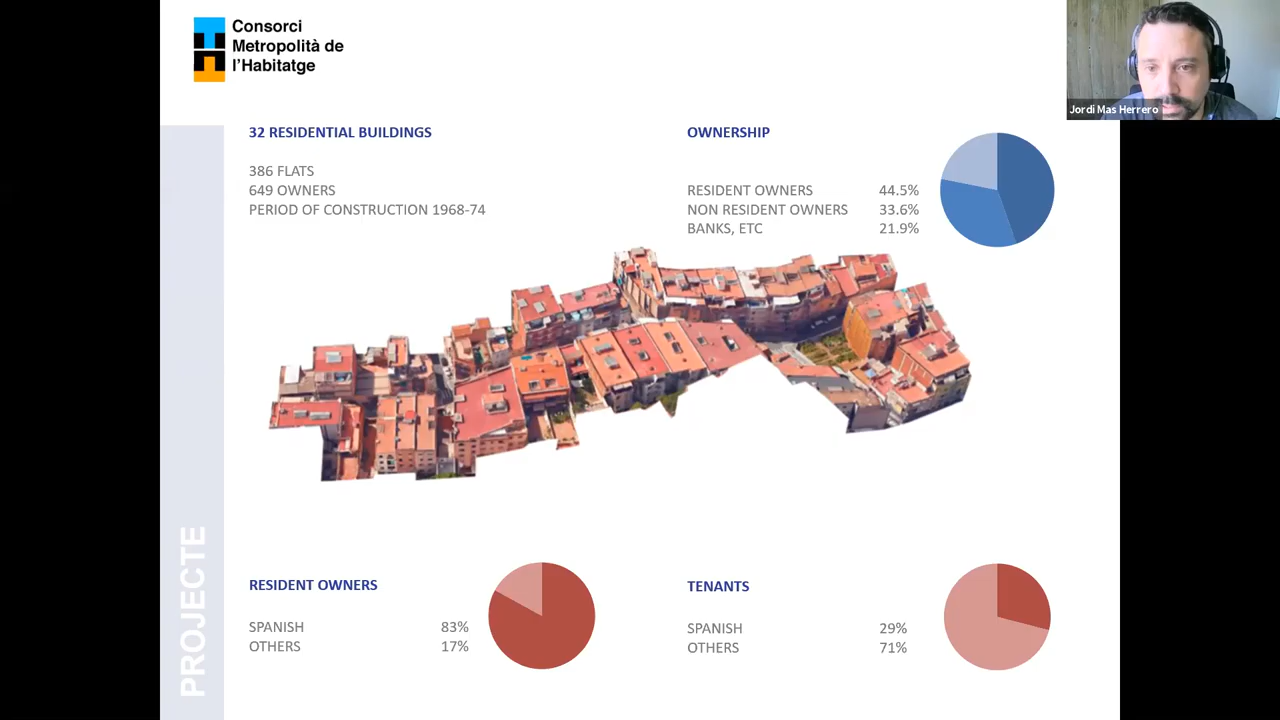 Consorci
Metropolità de
l'Habitatge
Jordi Mas Herrero
32 RESIDENTIAL BUILDINGS
386 FLATS
649 OWNERS
PERIOD OF CONSTRUCTION 1968-74
OWNERSHIP
RESIDENT OWNERS 44.5%
NON RESIDENT OWNERS 33.6%
BANKS, ETC 21.9%
PROJECTE
RESIDENT OWNERS
SPANISH 83%
OTHERS 17%
TENANTS
SPANISH 29%
OTHERS 71%